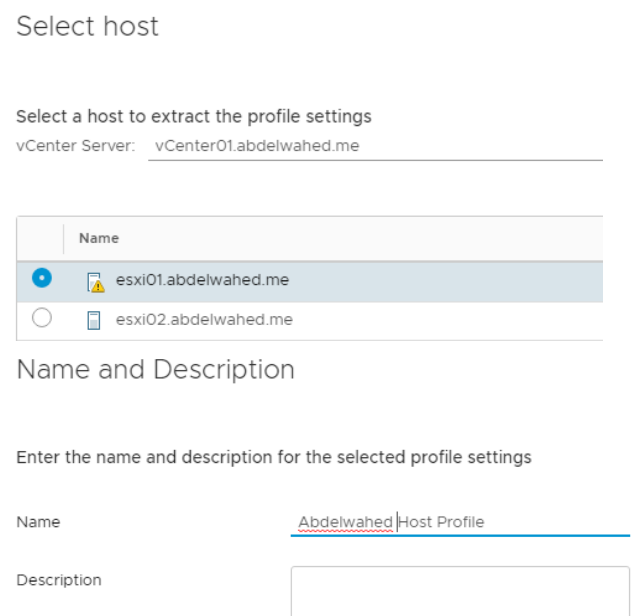 Select host
Select a host to extract the profile settings
vCenter Server: vCenter01.abdelwahed.me
Name
esxi01.abdelwahed.me
esxi02.abdelwahed.me
Name and Description
Enter the name and description for the selected profile settings
Name Abdelwahed Host Profile
Description